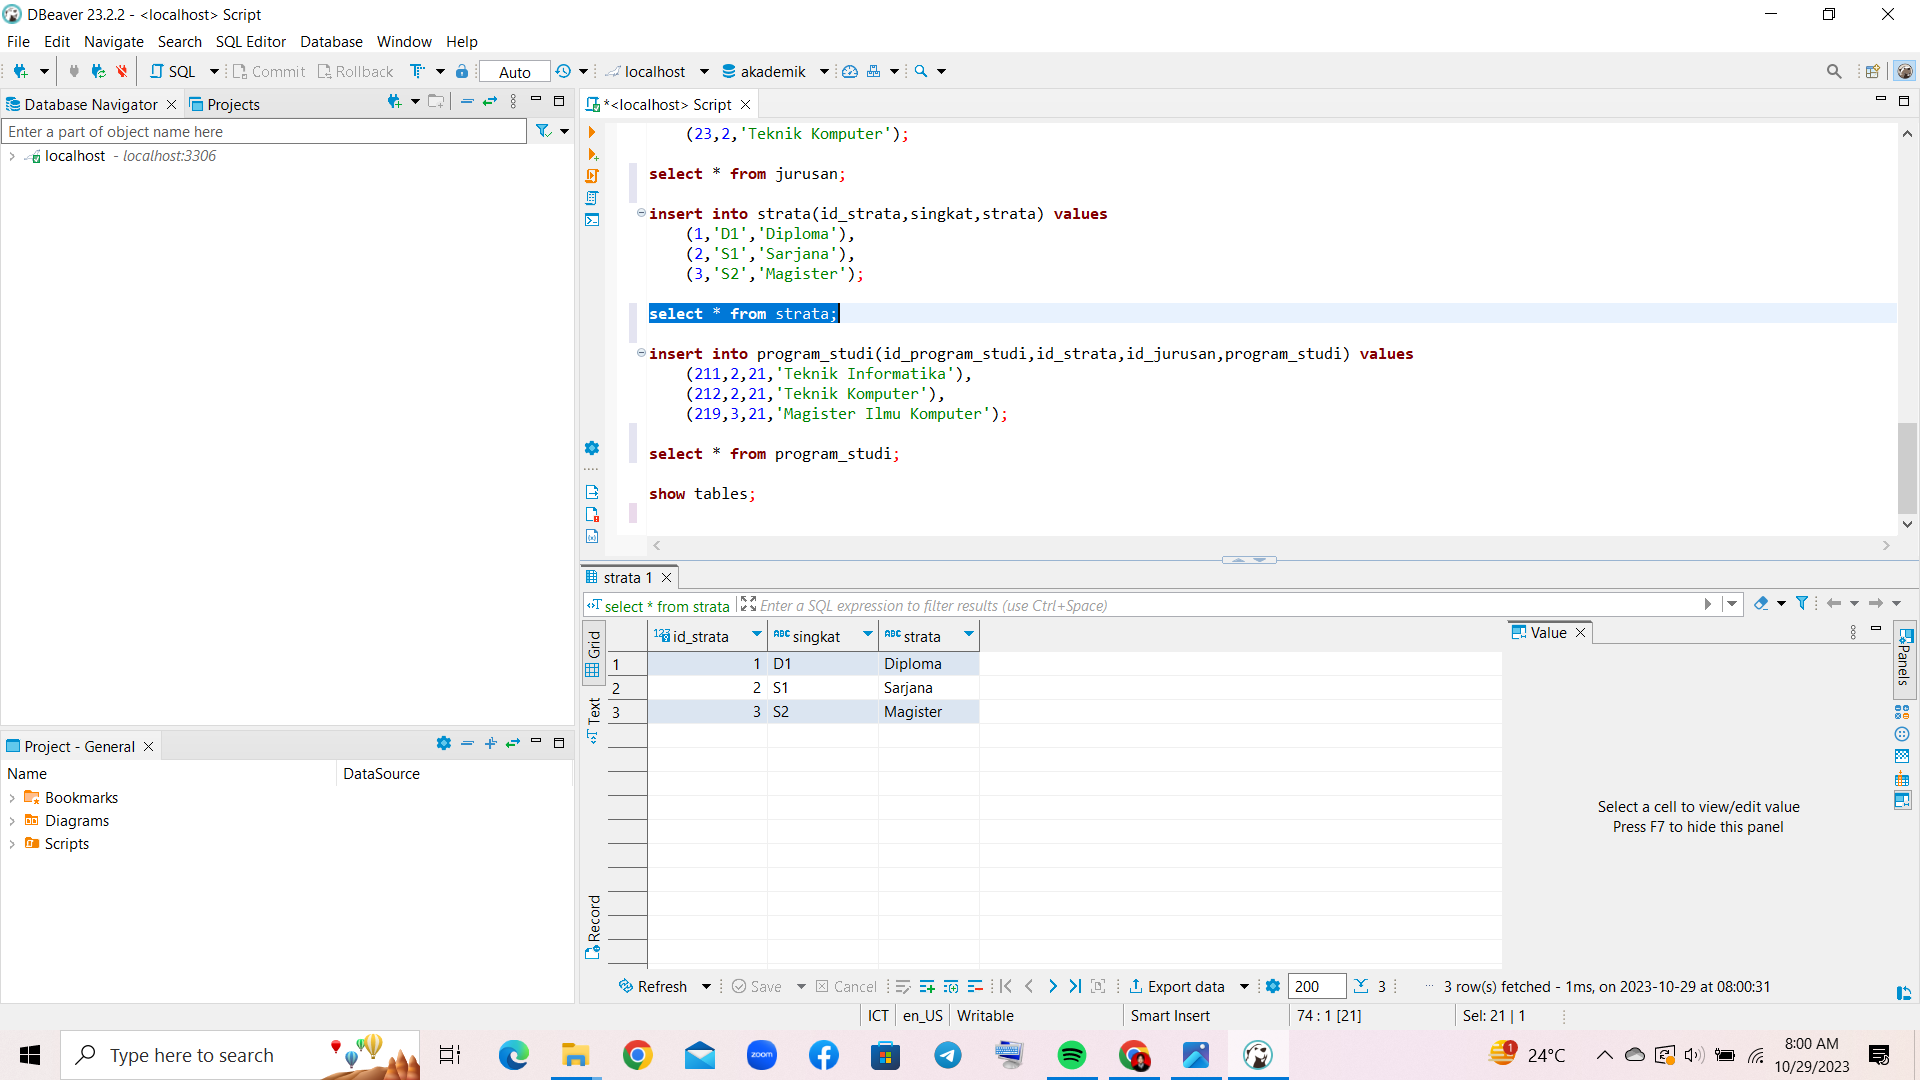 DBeaver 23.2.2 - <localhost> Script
File Edit Navigate Search SQL Editor Database Window Help
SQL Commit Rollback Auto localhost akademik
Database Navigator Projects
Enter a part of object name here
localhost - localhost:3306
*<localhost> Script
(23,2,'Teknik Komputer');
select * from jurusan;
insert into strata(id_strata,singkat,strata) values
(1,'D1','Diploma'),
(2,'S1','Sarjana'),
(3,'S2','Magister');
select * from strata;
insert into program_studi(id_program_studi,id_strata,id_jurusan,program_studi) values
(211,2,21,'Teknik Informatika'),
(212,2,21,'Teknik Komputer'),
(219,3,21,'Magister Ilmu Komputer');
select * from program_studi;
show tables;
strata 1
select * from strata Enter a SQL expression to filter results (use Ctrl+Space)
Grid
Text
Record
123 id_strata ABC singkat ABC strata
1 1 D1 Diploma
2 2 S1 Sarjana
3 3 S2 Magister
Value
Panels
Select a cell to view/edit value
Press F7 to hide this panel
Project - General
Name DataSource
Bookmarks
Diagrams
Scripts
Refresh Save Cancel Export data 200 3 3 row(s) fetched - 1ms, on 2023-10-29 at 08:00:31
ICT en_US Writable Smart Insert 74 : 1 [21] Sel: 21 | 1
Type here to search
zoom
1
24°C
8:00 AM
10/29/2023